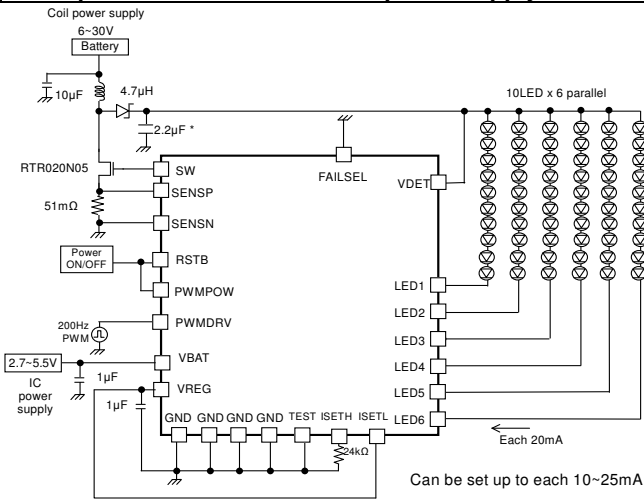 Coil power supply
6~30V
Battery
10µF
4.7µH
2.2µF *
10LED x 6 parallel
RTR020N05
51mΩ
SW
SENSP
SENSN
FAILSEL
VDET
Power
ON/OFF
RSTB
PWMPOW
200Hz
PWM
PWMDRV
2.7~5.5V
IC
power
supply
1µF
VBAT
1µF
VREG
LED1
LED2
LED3
LED4
LED5
LED6
GND GND GND GND TEST ISETH ISETL
24kΩ
Each 20mA
Can be set up to each 10~25mA